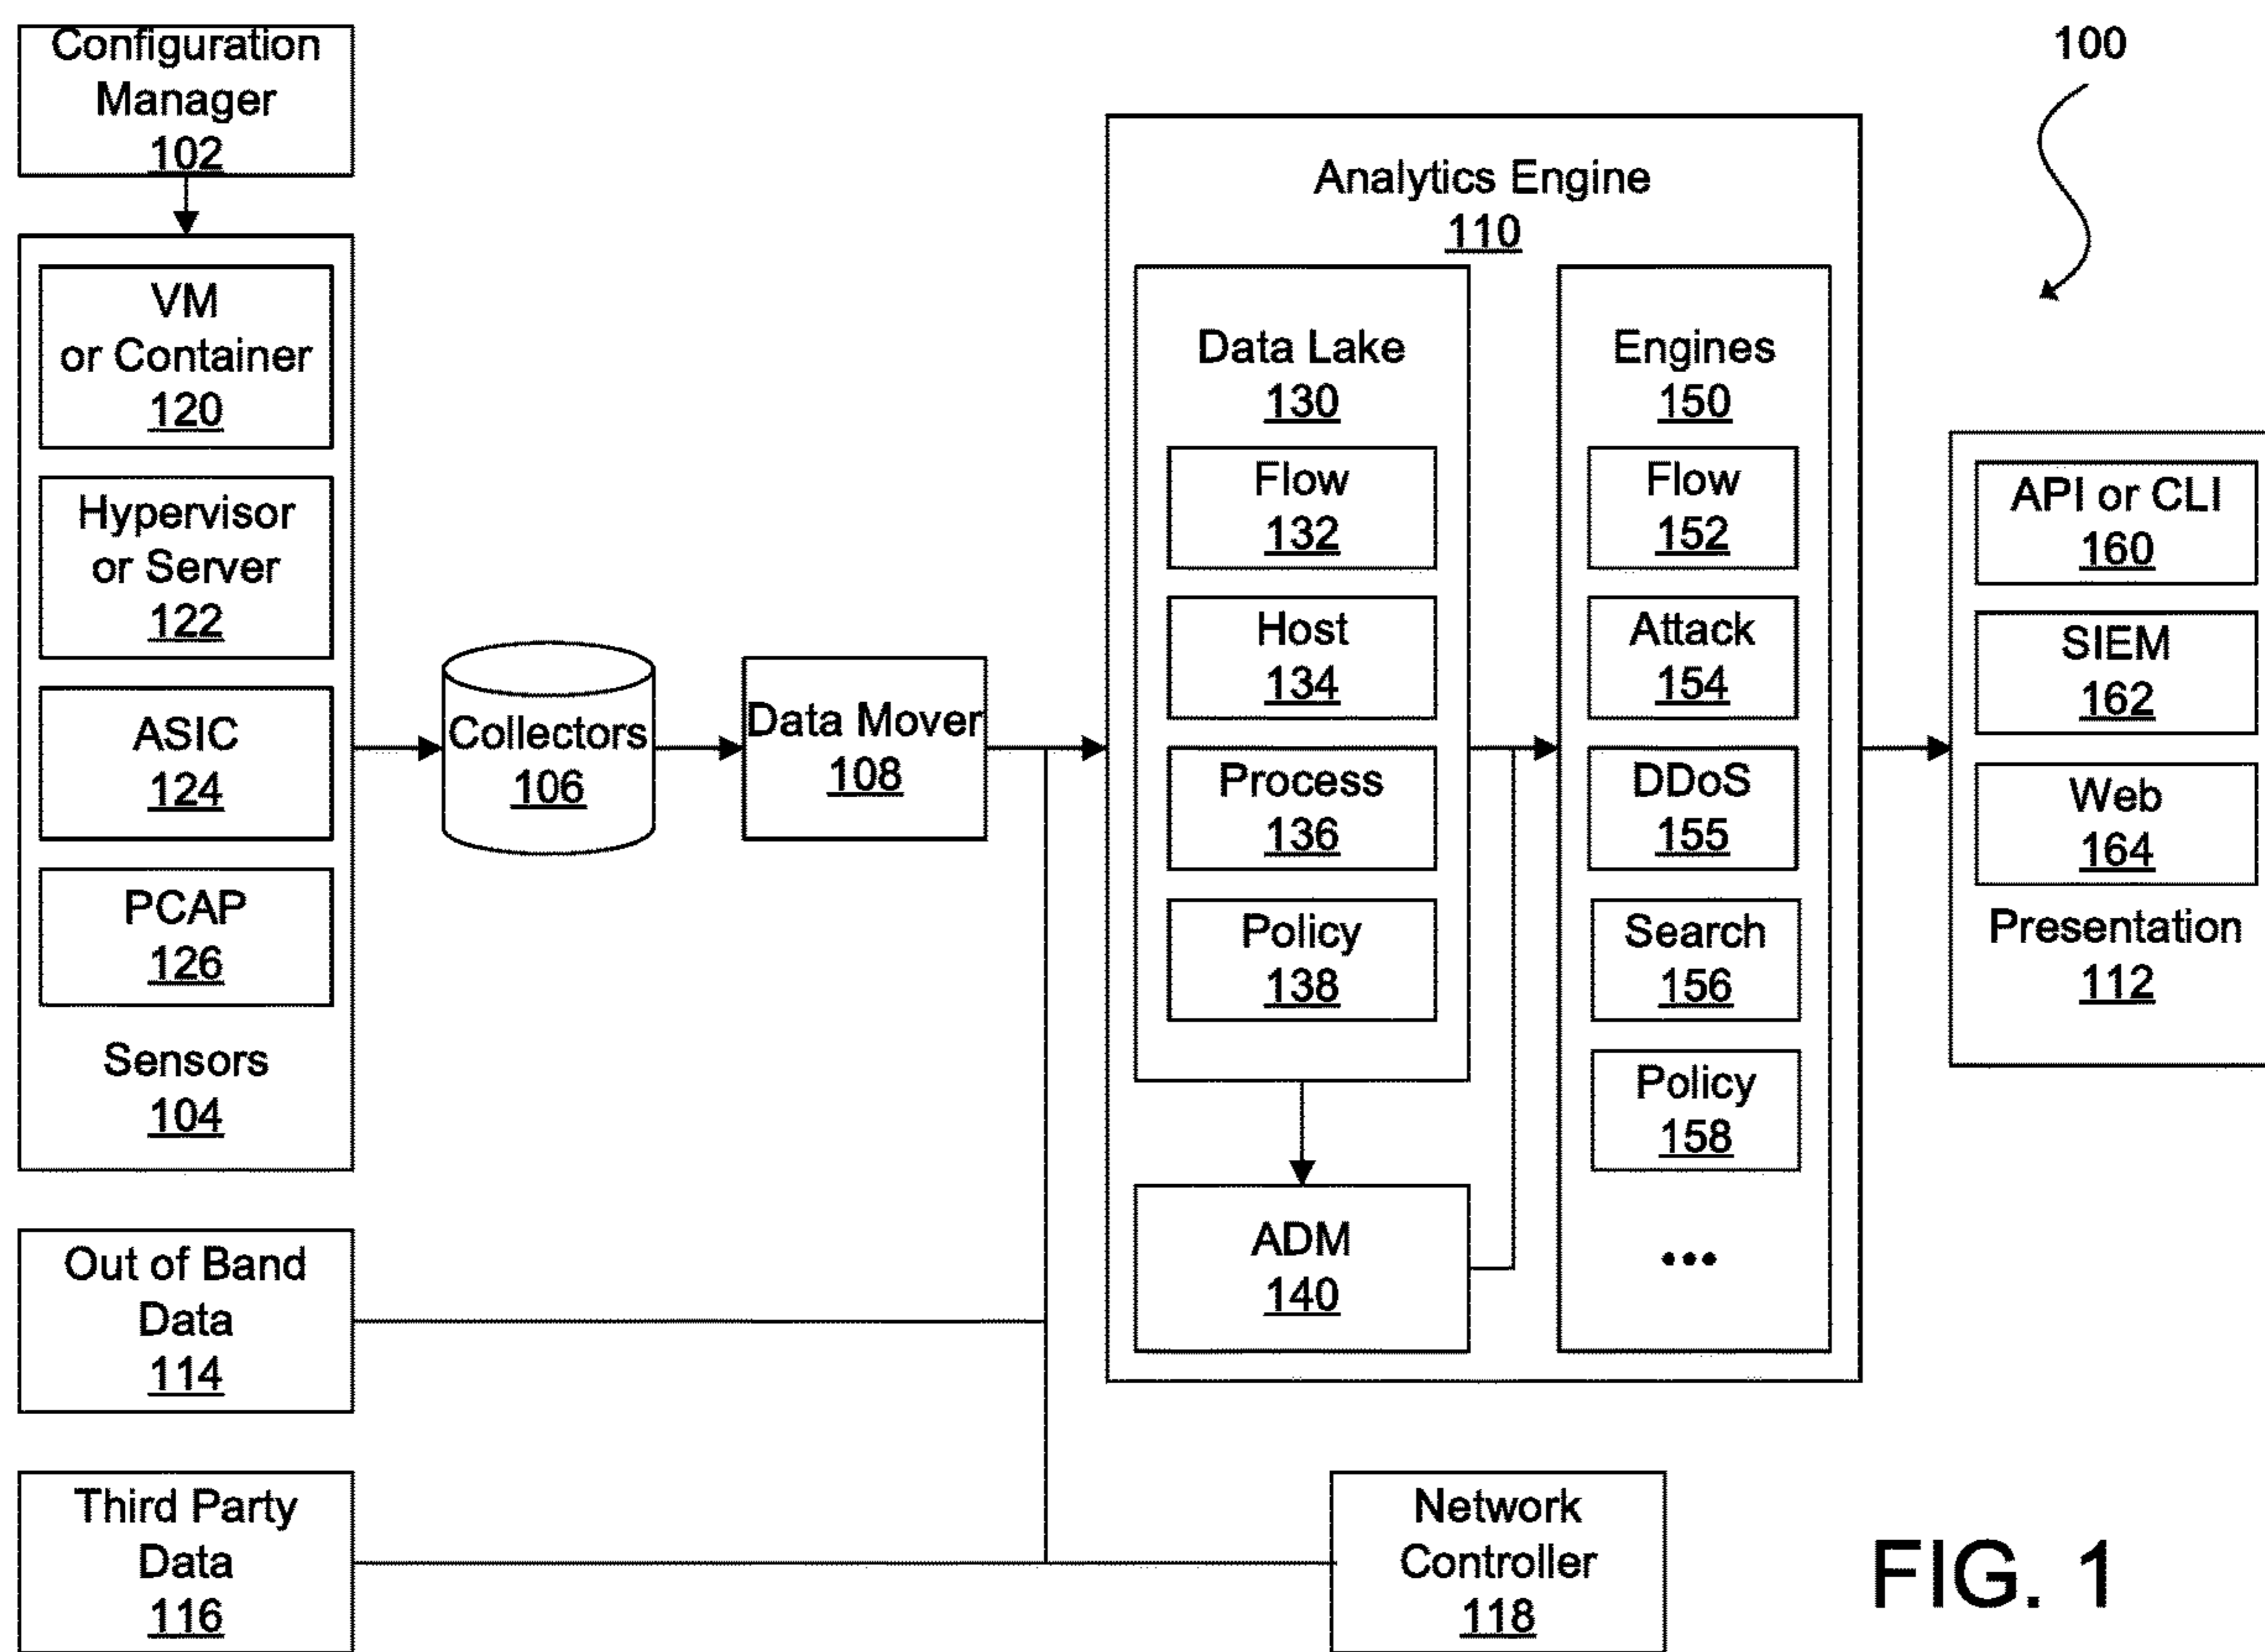 Configuration
Manager
102
100
VM
or Container
120
Hypervisor
or Server
122
ASIC
124
PCAP
126
Sensors
104
Collectors
106
Data Mover
108
Analytics Engine
110
Data Lake
130
Flow
132
Host
134
Process
136
Policy
138
ADM
140
Engines
150
Flow
152
Attack
154
DDoS
155
Search
156
Policy
158
...
API or CLI
160
SIEM
162
Web
164
Presentation
112
Out of Band
Data
114
Third Party
Data
116
Network
Controller
118
FIG. 1